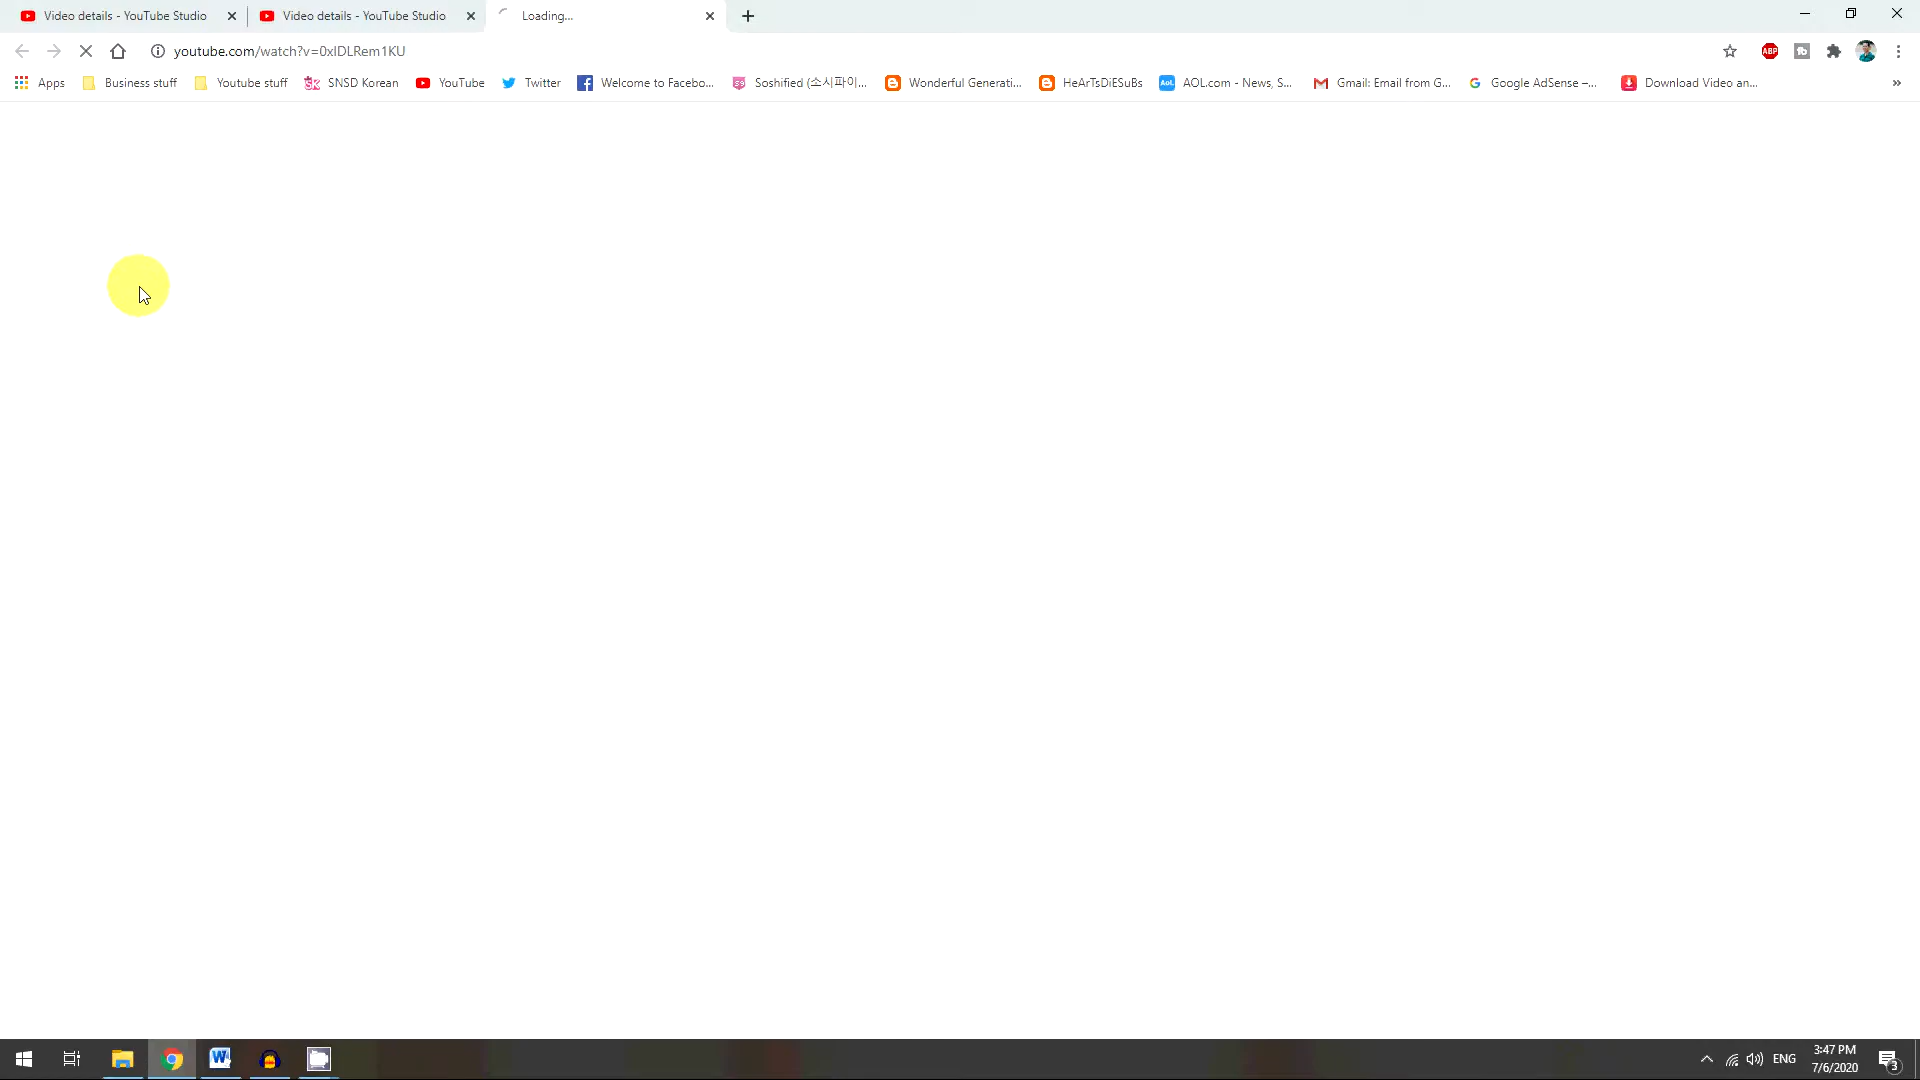 Video details - YouTube Studio Video details - YouTube Studio Loading...
youtube.com/watch?v=0xIDLRem1KU ABP
Apps Business stuff Youtube stuff SNSD Korean YouTube Twitter Welcome to Facebo... Soshified (소시파이... Wonderful Generati... HeArTsDiESuBs AOL.com - News, S... Gmail: Email from G... Google AdSense –... Download Video an... »
3:47 PM
ENG
7/6/2020
3